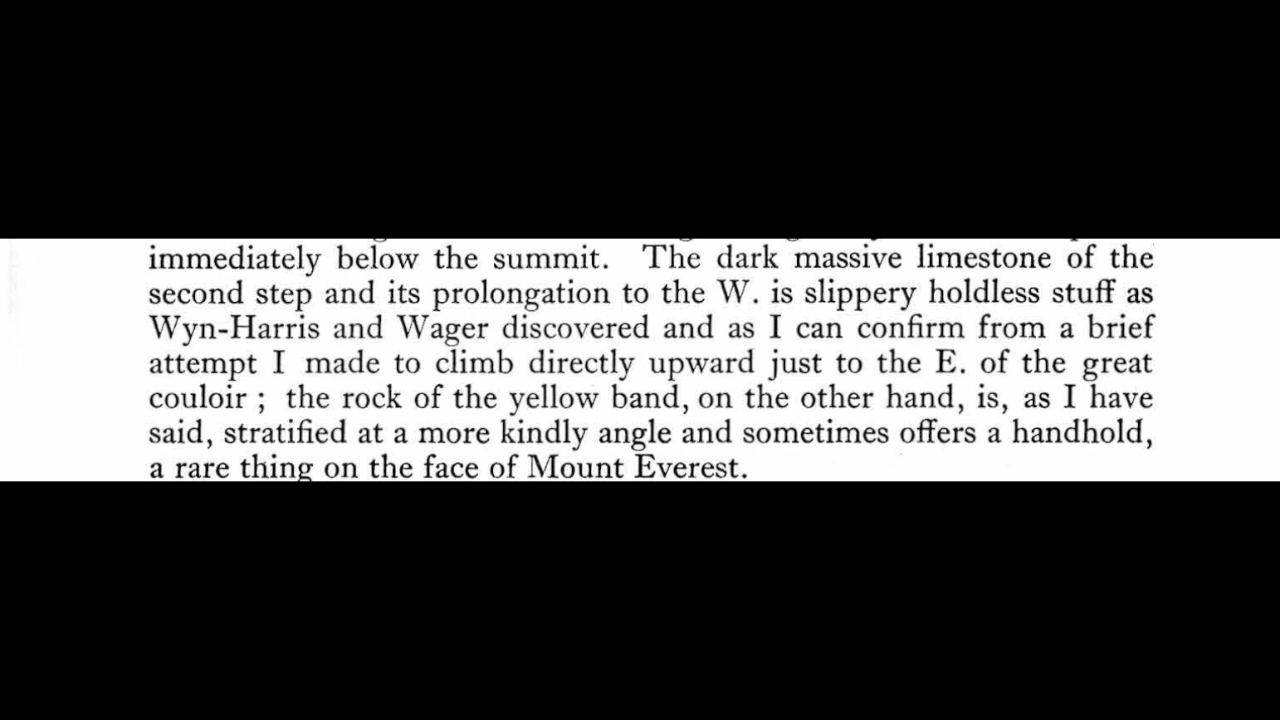 immediately below the summit. The dark massive limestone of the
second step and its prolongation to the W. is slippery holdless stuff as
Wyn-Harris and Wager discovered and as I can confirm from a brief
attempt I made to climb directly upward just to the E. of the great
couloir ; the rock of the yellow band, on the other hand, is, as I have
said, stratified at a more kindly angle and sometimes offers a handhold,
a rare thing on the face of Mount Everest.